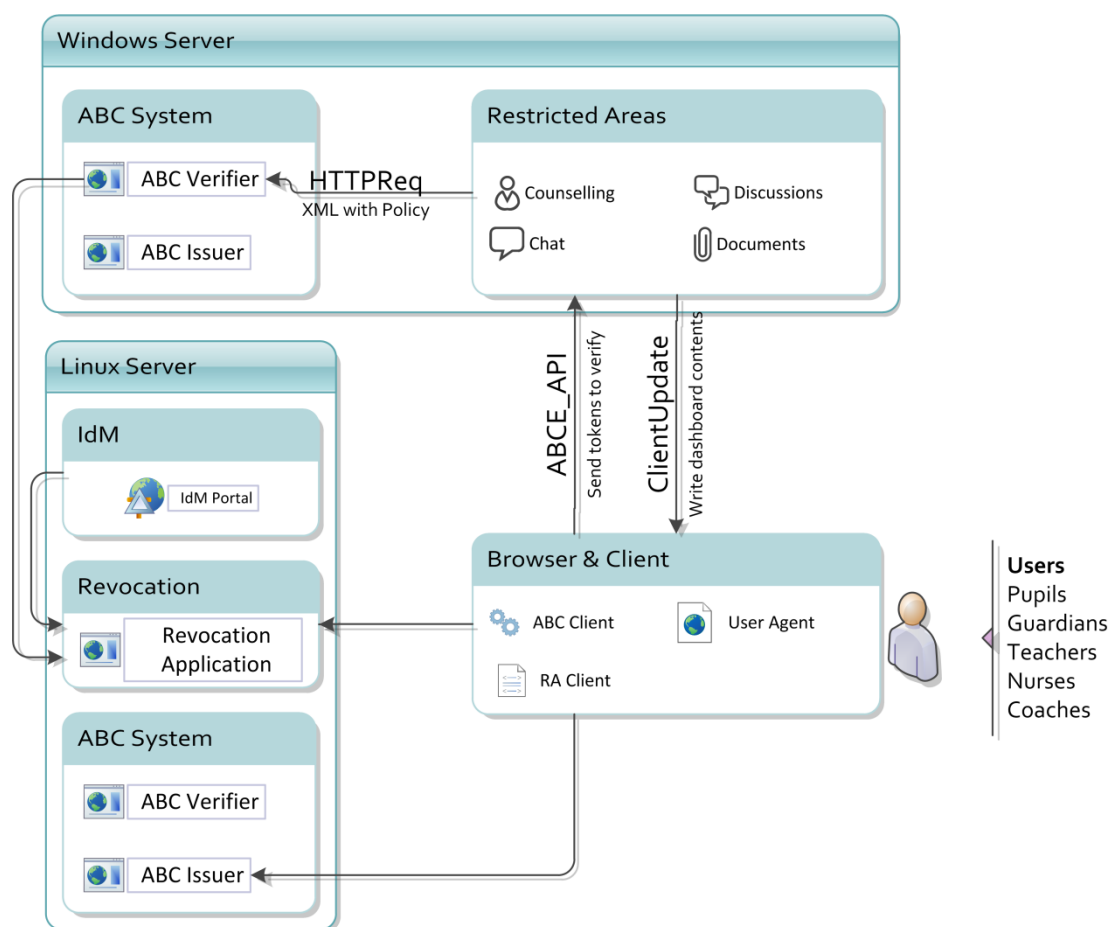 Windows Server
ABC System
ABC Verifier
ABC Issuer
HTTPReq
XML with Policy
Restricted Areas
Counselling
Discussions
Chat
Documents
ABCE_API
Send tokens to verify
ClientUpdate
Write dashboard contents
Linux Server
IdM
IdM Portal
Revocation
Revocation
Application
ABC System
ABC Verifier
ABC Issuer
Browser & Client
ABC Client
User Agent
RA Client
Users
Pupils
Guardians
Teachers
Nurses
Coaches